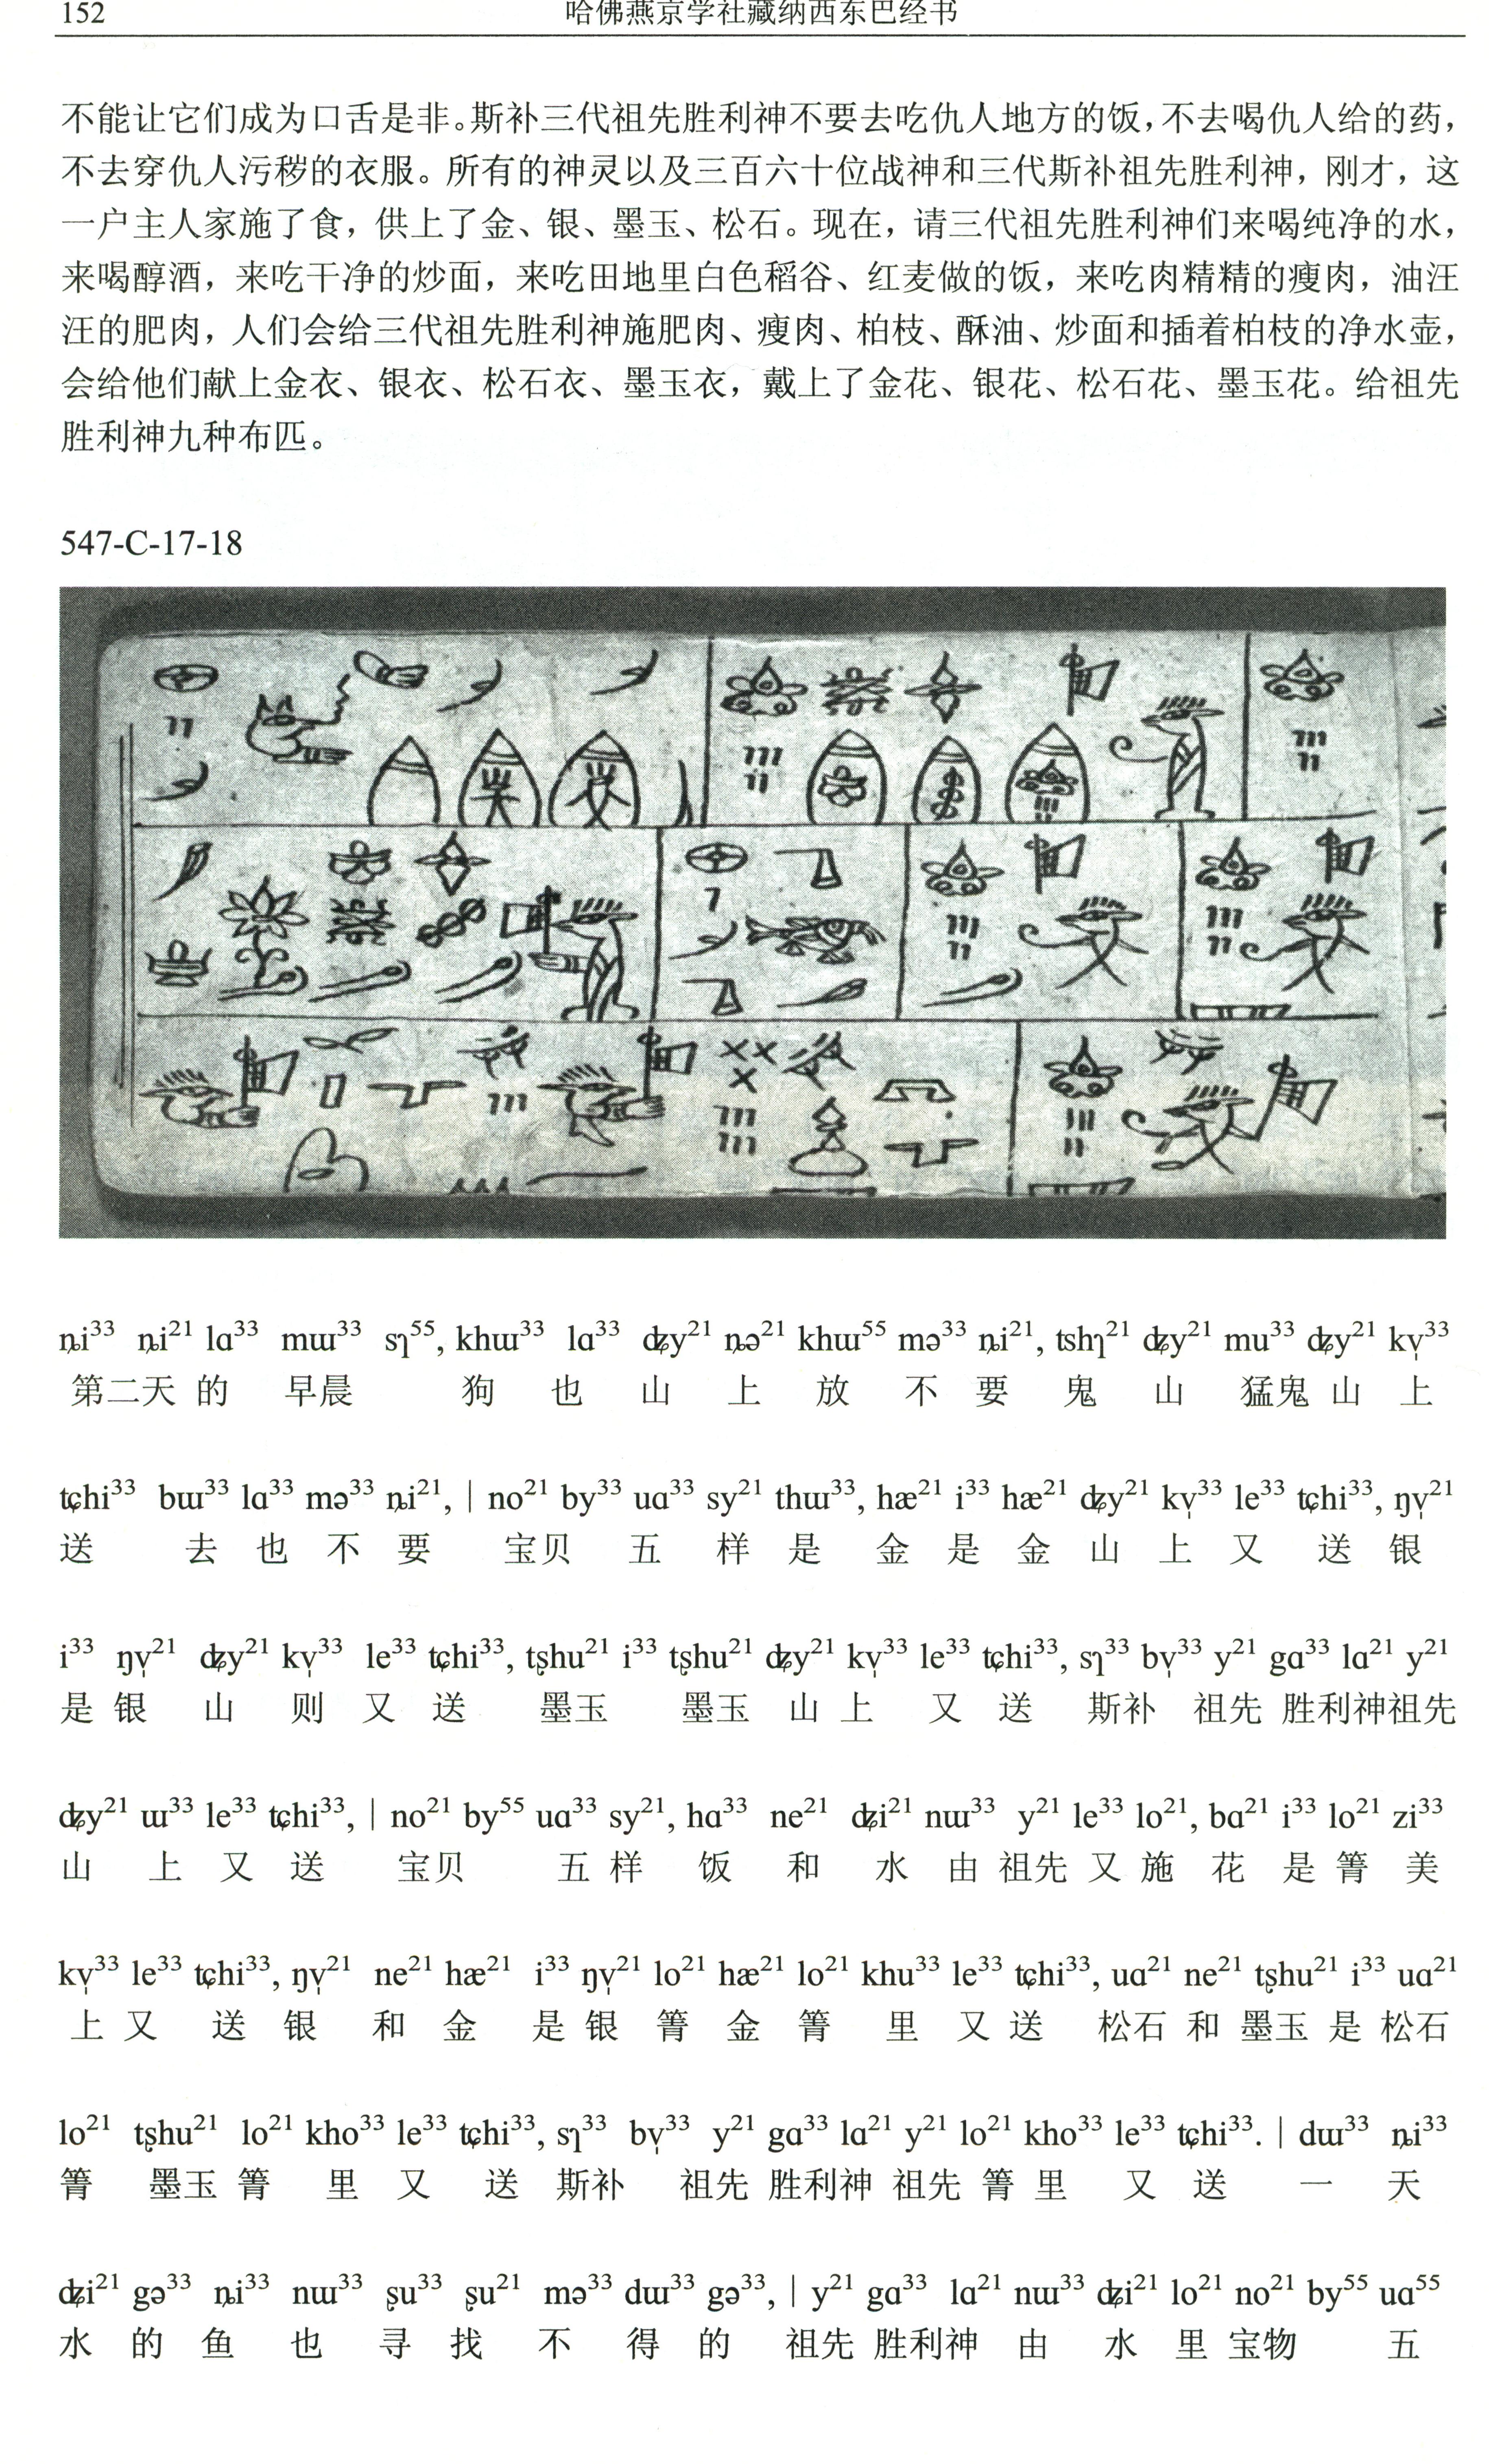 152
哈佛燕京学社藏纳西东巴经书
不能让它们成为口舌是非。斯补三代祖先胜利神不要去吃仇人地方的饭，不去喝仇人给的药，
不去穿仇人污秽的衣服。所有的神灵以及三百六十位战神和三代斯补祖先胜利神，刚才，这
一户主人家施了食，供上了金、银、墨玉、松石。现在，请三代祖先胜利神们来喝纯净的水，
来喝醇酒，来吃干净的炒面，来吃田地里白色稻谷、红麦做的饭，来吃肉精精的瘦肉，油汪
汪的肥肉，人们会给三代祖先胜利神施肥肉、瘦肉、柏枝、酥油、炒面和插着柏枝的净水壶，
会给他们献上金衣、银衣、松石衣、墨玉衣，戴上了金花、银花、松石花、墨玉花。给祖先
胜利神九种布匹。
547-C-17-18
ȵi³³ ȵi²¹ lɑ³³ mɯ³³ sɿ⁵⁵, khɯ³³ lɑ³³ dʑy²¹ ȵə²¹ khɯ⁵⁵ mə³³ ȵi²¹, tshɿ²¹ dʑy²¹ mu³³ dʑy²¹ kv̩³³
第二天 的 早晨 狗 也 山 上 放 不 要 鬼 山 猛鬼 山 上
tɕhi³³ bɯ³³ lɑ³³ mə³³ ȵi²¹, | no²¹ by³³ uɑ³³ sy²¹ thɯ³³, hæ²¹ i³³ hæ²¹ dʑy²¹ kv̩³³ le³³ tɕhi³³, ŋv̩²¹
送 去 也 不 要 宝贝 五 样 是 金 是 金 山 上 又 送 银
i³³ ŋv̩²¹ dʑy²¹ kv̩³³ le³³ tɕhi³³, tʂhu²¹ i³³ tʂhu²¹ dʑy²¹ kv̩³³ le³³ tɕhi³³, sɿ³³ bv̩³³ y²¹ gɑ³³ lɑ²¹ y²¹
是 银 山 则 又 送 墨玉 墨玉 山 上 又 送 斯补 祖先 胜利神 祖先
dʑy²¹ ɯ³³ le³³ tɕhi³³, | no²¹ by⁵⁵ uɑ³³ sy²¹, hɑ³³ ne²¹ dʑi²¹ nɯ³³ y²¹ le³³ lo²¹, bɑ²¹ i³³ lo²¹ zi³³
山 上 又 送 宝贝 五 样 饭 和 水 由 祖先 又 施 花 是 箐 美
kv̩³³ le³³ tɕhi³³, ŋv̩²¹ ne²¹ hæ²¹ i³³ ŋv̩²¹ lo²¹ hæ²¹ lo²¹ khu³³ le³³ tɕhi³³, uɑ²¹ ne²¹ tʂhu²¹ i³³ uɑ²¹
上 又 送 银 和 金 是 银 箐 金 箐 里 又 送 松石 和 墨玉 是 松石
lo²¹ tʂhu²¹ lo²¹ kho³³ le³³ tɕhi³³, sɿ³³ bv̩³³ y²¹ gɑ³³ lɑ²¹ y²¹ lo²¹ kho³³ le³³ tɕhi³³. | dɯ³³ ȵi³³
箐 墨玉 箐 里 又 送 斯补 祖先 胜利神 祖先 箐 里 又 送 一 天
dʑi²¹ gə³³ ȵi³³ nɯ³³ ʂu³³ ʂu²¹ mə³³ dɯ³³ gə³³, | y²¹ gɑ³³ lɑ²¹ nɯ³³ dʑi²¹ lo²¹ no²¹ by⁵⁵ uɑ⁵⁵
水 的 鱼 也 寻 找 不 得 的 祖先 胜利神 由 水 里 宝物 五